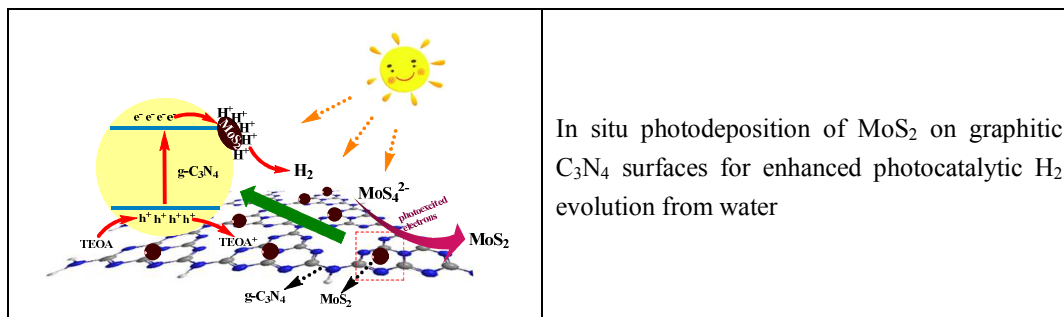 e⁻ e⁻e⁻e⁻
H⁺
H⁺
H⁺
H⁺
H⁺
H⁺
MoS₂
g-C₃N₄
H₂
h⁺ h⁺ h⁺ h⁺
TEOA
TEOA⁺
MoS₄²⁻
photoexcited
electrons
MoS₂
g-C₃N₄
MoS₂
In situ photodeposition of MoS₂ on graphitic
C₃N₄ surfaces for enhanced photocatalytic H₂
evolution from water